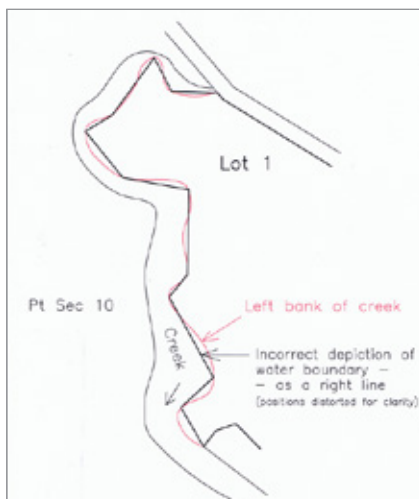 Lot 1
Pt Sec 10
Left bank of creek
Creek
Incorrect depiction of
water boundary –
– as a right line
(positions distorted for clarity)